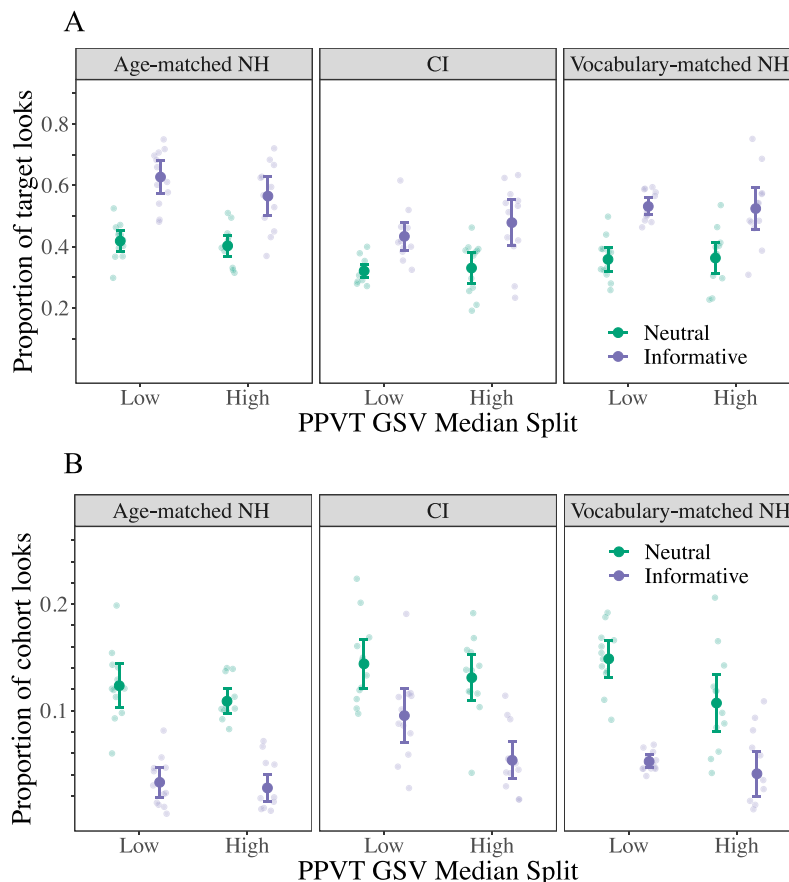 A
Age-matched NH
CI
Vocabulary-matched NH
Proportion of target looks
0.8
0.6
0.4
0.2
Neutral
Informative
Low
High
Low
High
Low
High
PPVT GSV Median Split
B
Age-matched NH
CI
Vocabulary-matched NH
Proportion of cohort looks
Neutral
Informative
0.2
0.1
Low
High
Low
High
Low
High
PPVT GSV Median Split